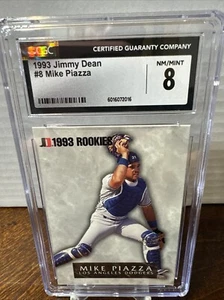 CERTIFIED GUARANTY COMPANY
1993 Jimmy Dean
#8 Mike Piazza
NM/MINT
8
6016072016
1993 ROOKIES
MIKE PIAZZA
LOS ANGELES DODGERS